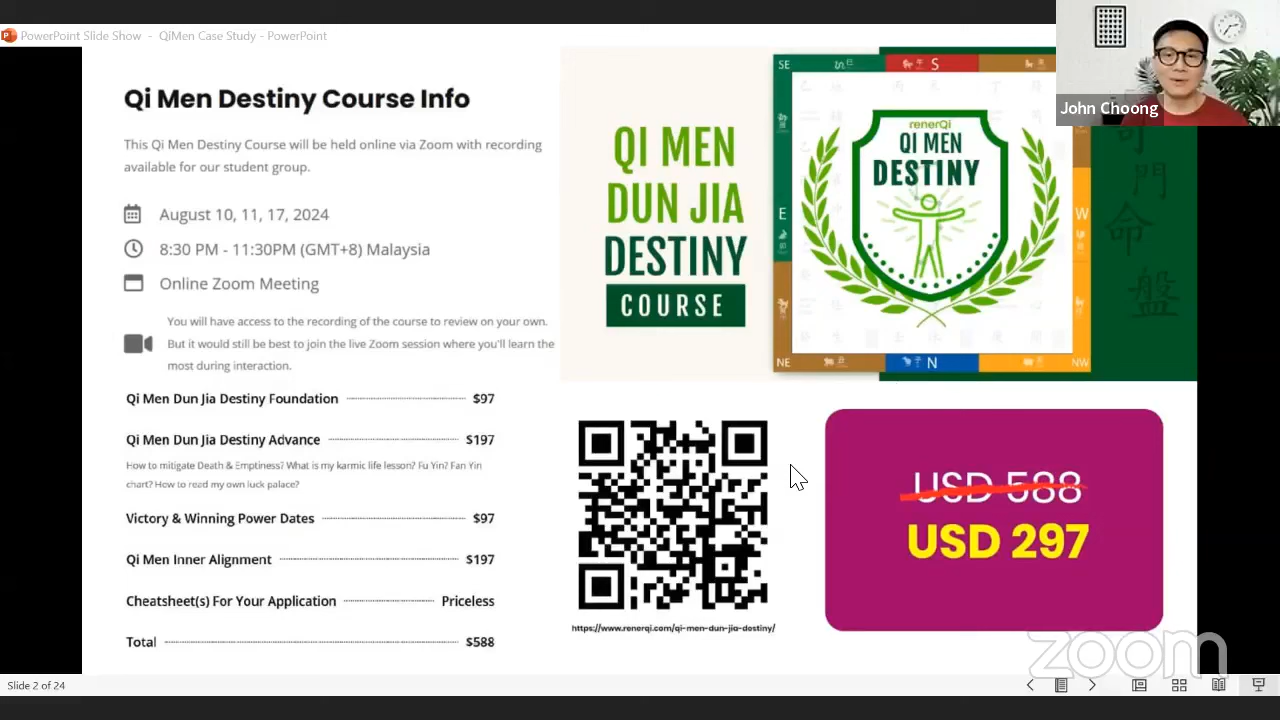 PowerPoint Slide Show - QiMen Case Study - PowerPoint
John Choong
Qi Men Destiny Course Info
This Qi Men Destiny Course will be held online via Zoom with recording
available for our student group.
August 10, 11, 17, 2024
8:30 PM - 11:30PM (GMT+8) Malaysia
Online Zoom Meeting
You will have access to the recording of the course to review on your own.
But it would still be best to join the live Zoom session where you'll learn the
most during interaction.
Qi Men Dun Jia Destiny Foundation $97
Qi Men Dun Jia Destiny Advance $197
How to mitigate Death & Emptiness? What is my karmic life lesson? Fu Yin? Fan Yin
chart? How to read my own luck palace?
Victory & Winning Power Dates $97
Qi Men Inner Alignment $197
Cheatsheet(s) For Your Application Priceless
Total $588
QI MEN
DUN JIA
DESTINY
COURSE
SE
S
E
W
NE
N
NW
renerQi
QI MEN
DESTINY
奇門命盤
https://www.renerqi.com/qi-men-dun-jia-destiny/
USD 588
USD 297
zoom
Slide 2 of 24